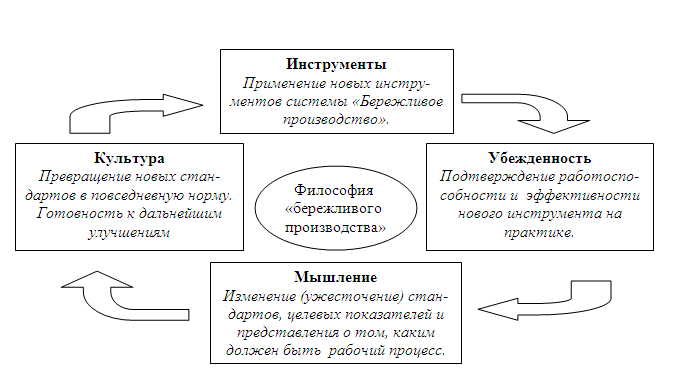 Инструменты
Применение новых инстру-
ментов системы «Бережливое
производство».
Культура
Превращение новых стан-
дартов в повседневную норму.
Готовность к дальнейшим
улучшениям
Философия
«бережливого
производства»
Убежденность
Подтверждение работоспо-
собности и эффективности
нового инструмента на
практике.
Мышление
Изменение (ужесточение) стан-
дартов, целевых показателей и
представления о том, каким
должен быть рабочий процесс.